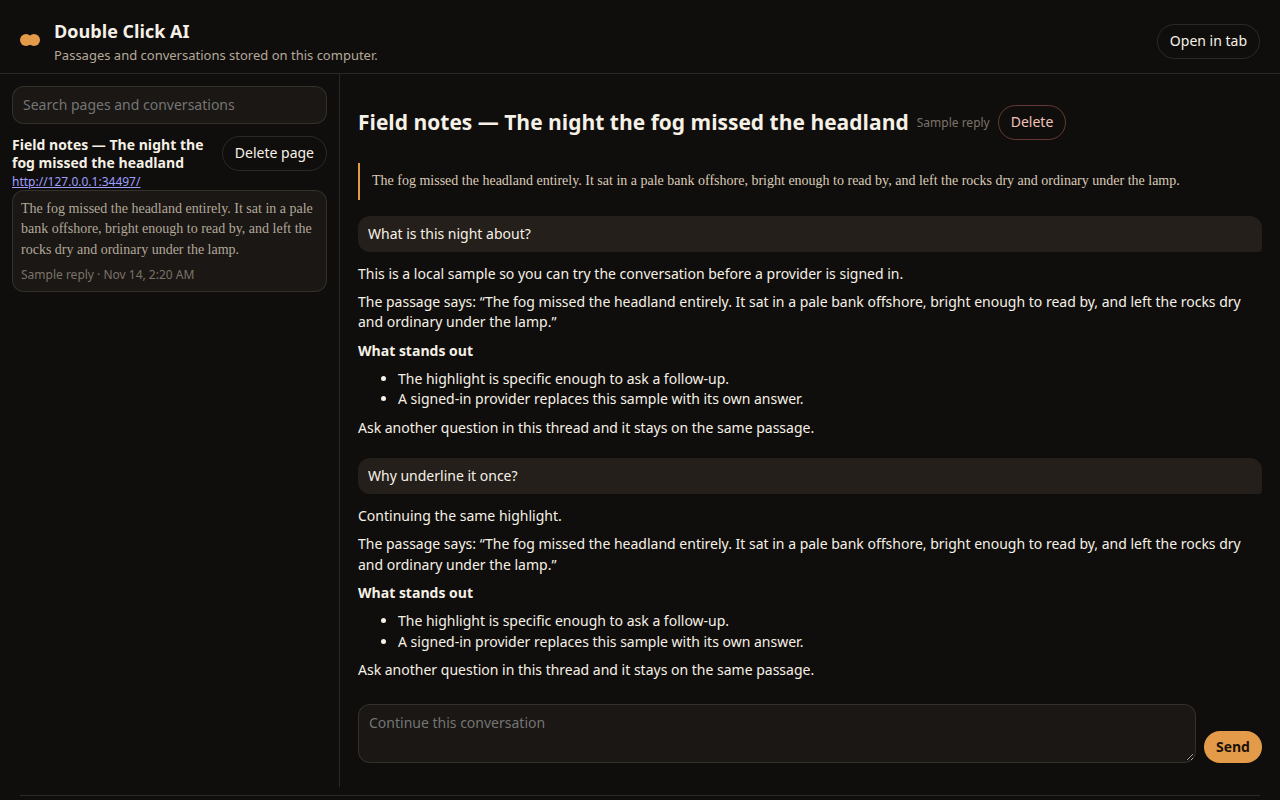 Double Click AI
Passages and conversations stored on this computer.
Open in tab
Search pages and conversations
Field notes — The night the
fog missed the headland
Delete page
http://127.0.0.1:34497/
The fog missed the headland entirely. It sat in a pale
bank offshore, bright enough to read by, and left the
rocks dry and ordinary under the lamp.
Sample reply · Nov 14, 2:20 AM
Field notes — The night the fog missed the headland
Sample reply
Delete
The fog missed the headland entirely. It sat in a pale bank offshore, bright enough to read by, and left the rocks dry and ordinary under the lamp.
What is this night about?
This is a local sample so you can try the conversation before a provider is signed in.
The passage says: “The fog missed the headland entirely. It sat in a pale bank offshore, bright enough to read by, and left the rocks dry
and ordinary under the lamp.”
What stands out
• The highlight is specific enough to ask a follow-up.
• A signed-in provider replaces this sample with its own answer.
Ask another question in this thread and it stays on the same passage.
Why underline it once?
Continuing the same highlight.
The passage says: “The fog missed the headland entirely. It sat in a pale bank offshore, bright enough to read by, and left the rocks dry
and ordinary under the lamp.”
What stands out
• The highlight is specific enough to ask a follow-up.
• A signed-in provider replaces this sample with its own answer.
Ask another question in this thread and it stays on the same passage.
Continue this conversation
Send